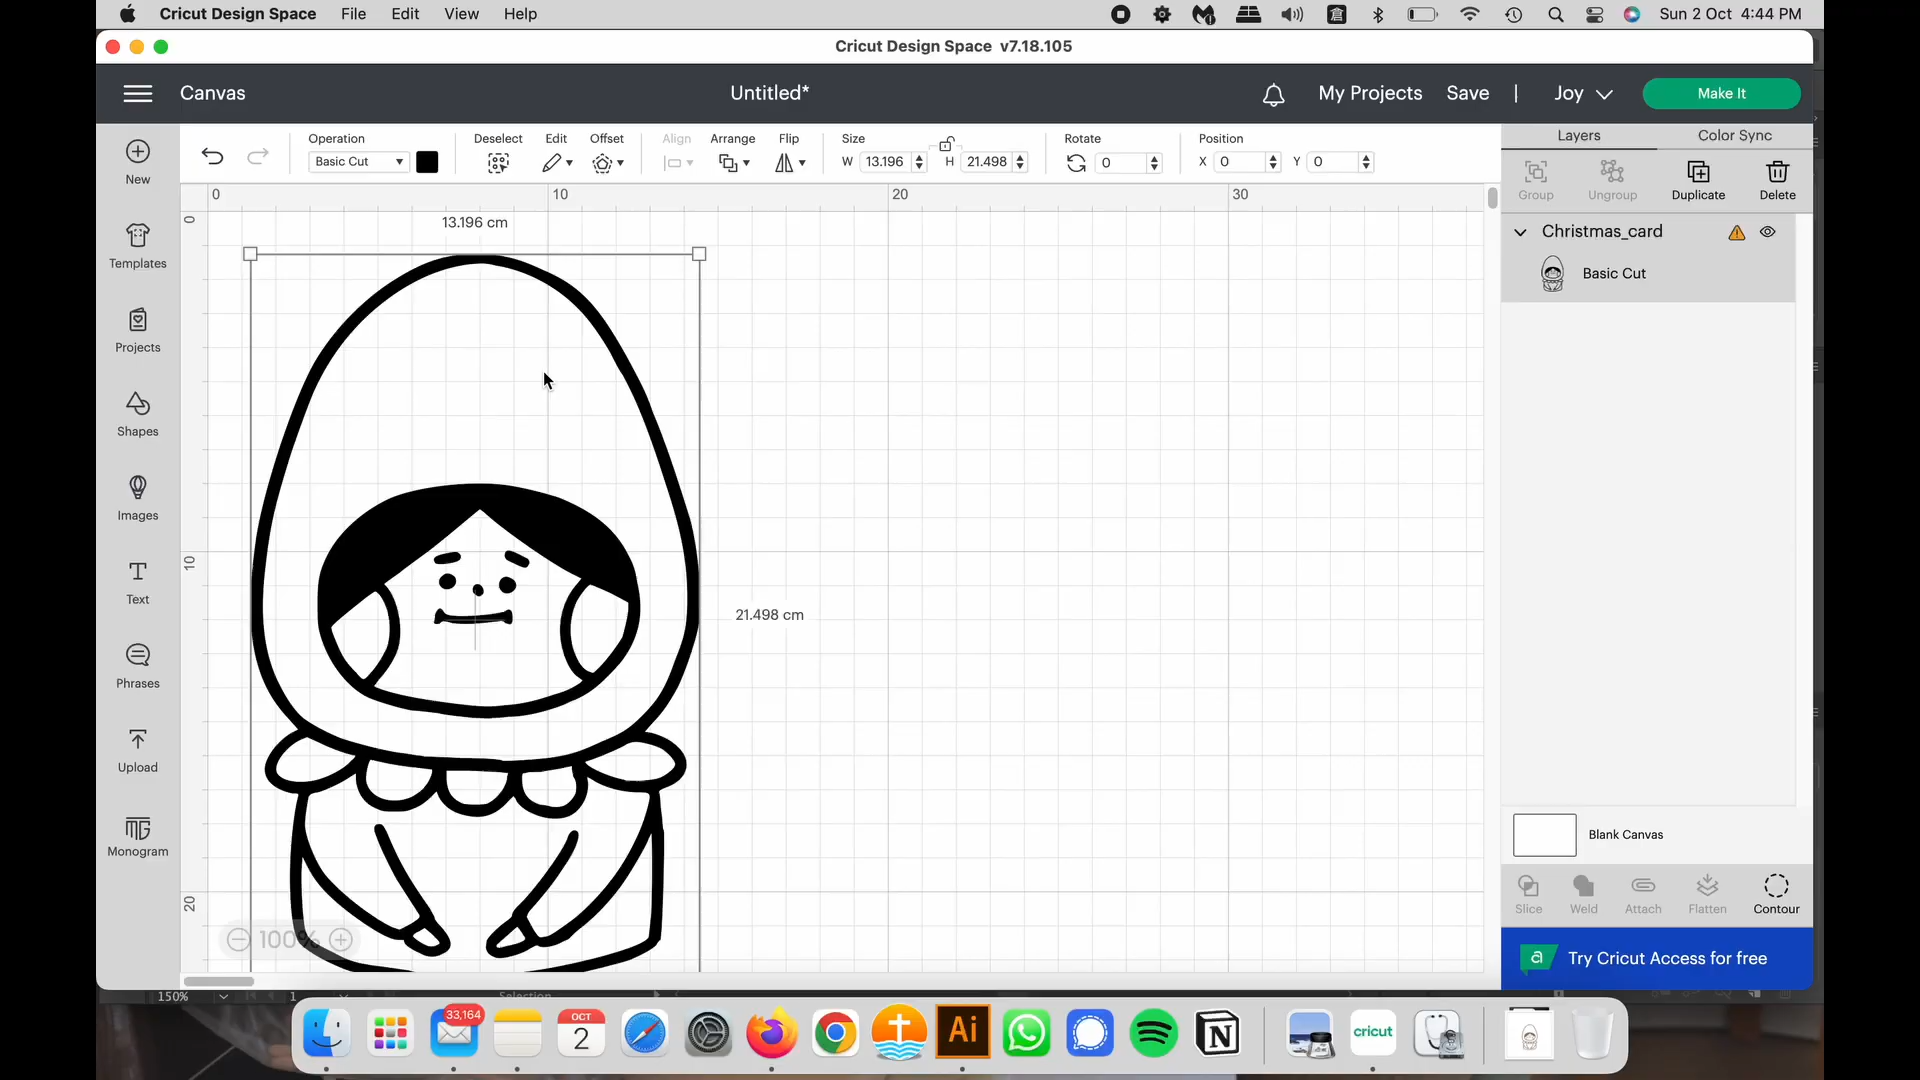 Cricut Design Space File Edit View Help Sun 2 Oct 4:44 PM
Cricut Design Space v7.18.105
Canvas Untitled* My Projects Save | Joy Make It
Operation Deselect Edit Offset Align Arrange Flip Size Rotate Position
Basic Cut W 13.196 H 21.498 0 X 0 Y 0
Layers Color Sync
Group Ungroup Duplicate Delete
Christmas_card
Basic Cut
New
Templates
Projects
Shapes
Images
Text
Phrases
Upload
Monogram
0 10 20 30
0
10
20
13.196 cm
21.498 cm
100%
Blank Canvas
Slice Weld Attach Flatten Contour
a Try Cricut Access for free
150% 1 Selection
33,164 OCT
2 Ai cricut